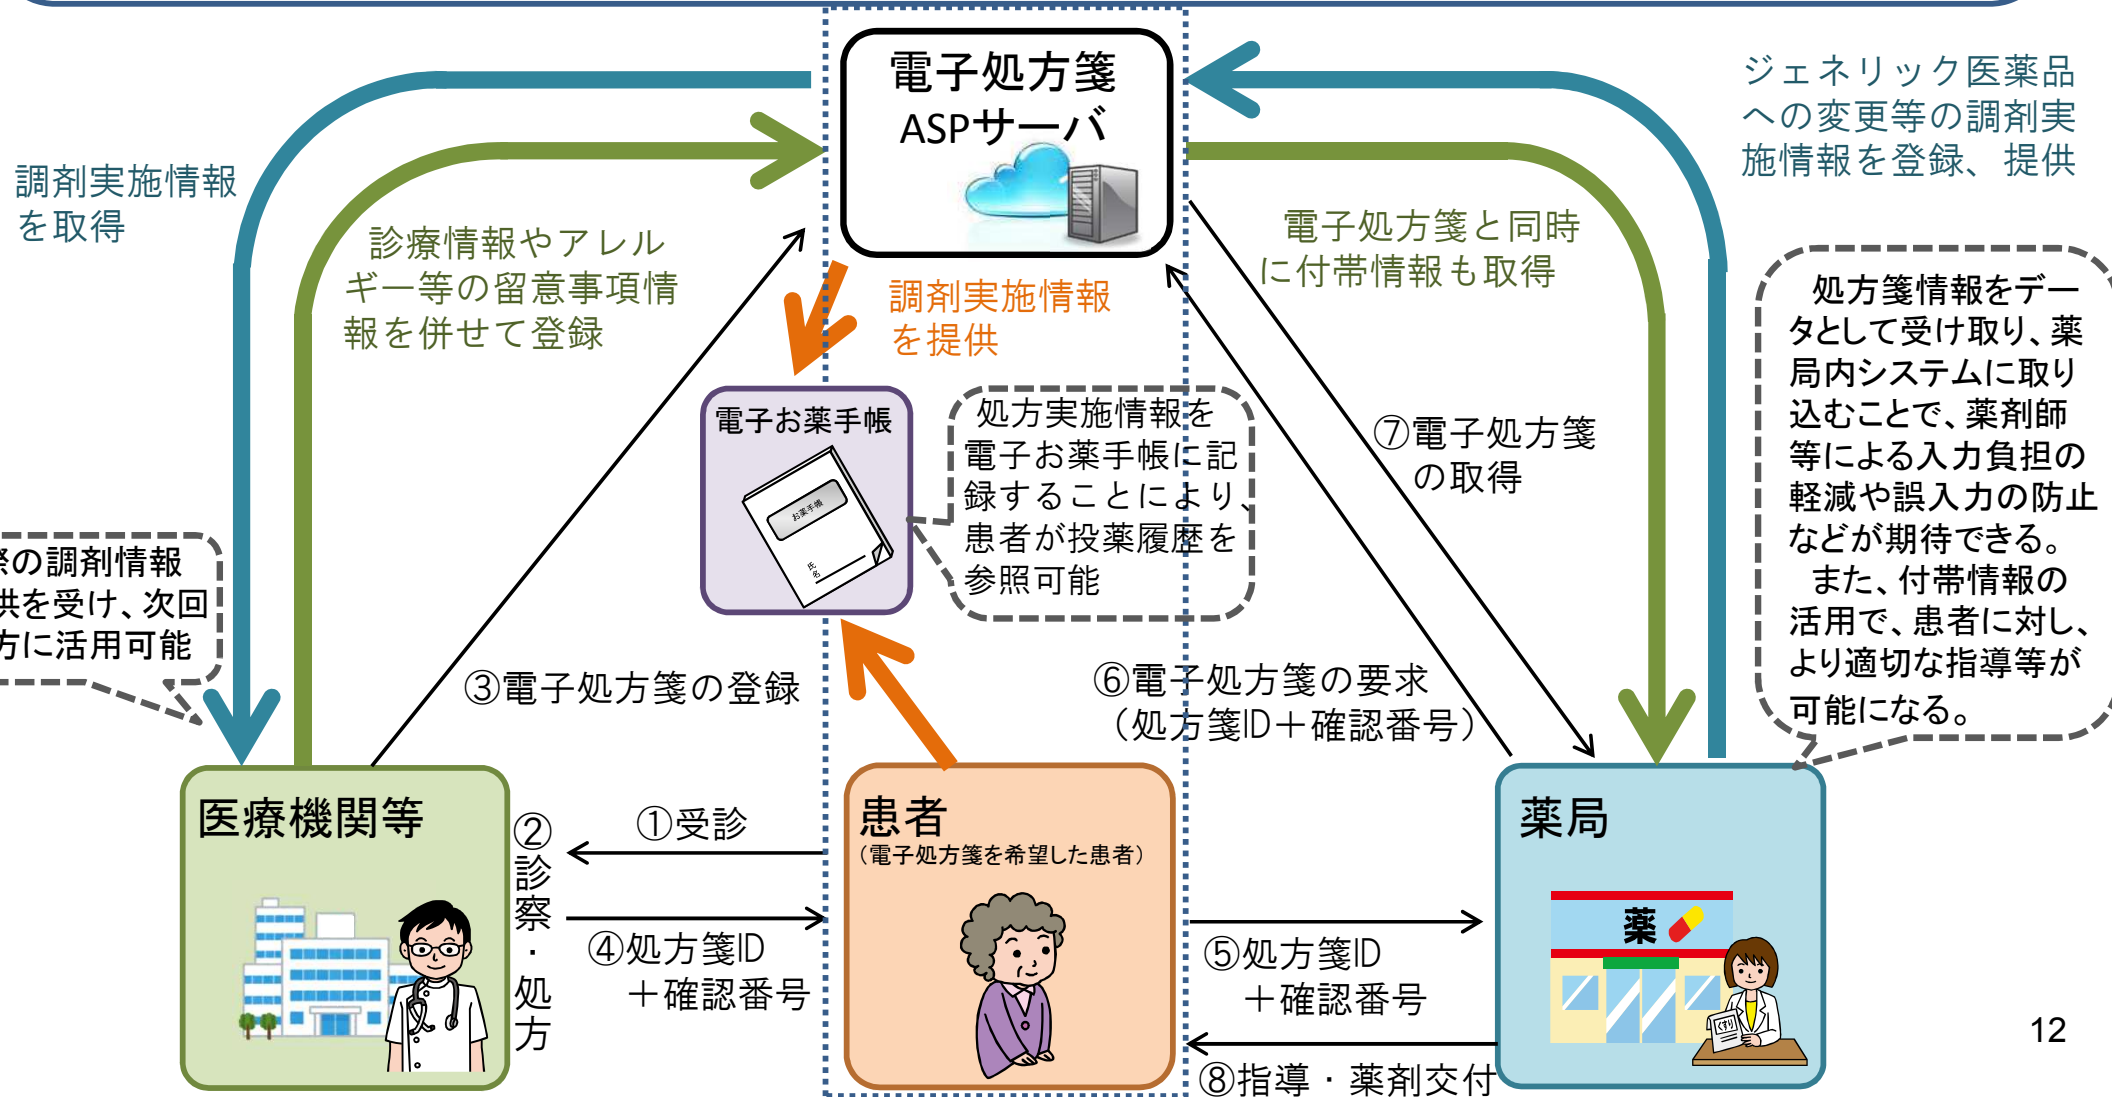 電子処方箋
ASPサーバ
ジェネリック医薬品
への変更等の調剤実
施情報を登録、提供
調剤実施情報
を取得
診療情報やアレル
ギー等の留意事項情
報を併せて登録
調剤実施情報
を提供
電子処方箋と同時
に付帯情報も取得
処方箋情報をデー
タとして受け取り、薬
局内システムに取り
込むことで、薬剤師
等による入力負担の
軽減や誤入力の防止
などが期待できる。
また、付帯情報の
活用で、患者に対し、
より適切な指導等が
可能になる。
電子お薬手帳
お薬手帳
氏名
処方実施情報を
電子お薬手帳に記
録することにより、
患者が投薬履歴を
参照可能
⑦電子処方箋
の取得
の調剤情報
供を受け、次回
方に活用可能
③電子処方箋の登録
⑥電子処方箋の要求
（処方箋ID＋確認番号）
医療機関等
②診察・処方
①受診
④処方箋ID
＋確認番号
患者
（電子処方箋を希望した患者）
⑤処方箋ID
＋確認番号
⑧指導・薬剤交付
薬局
薬
くすり
12